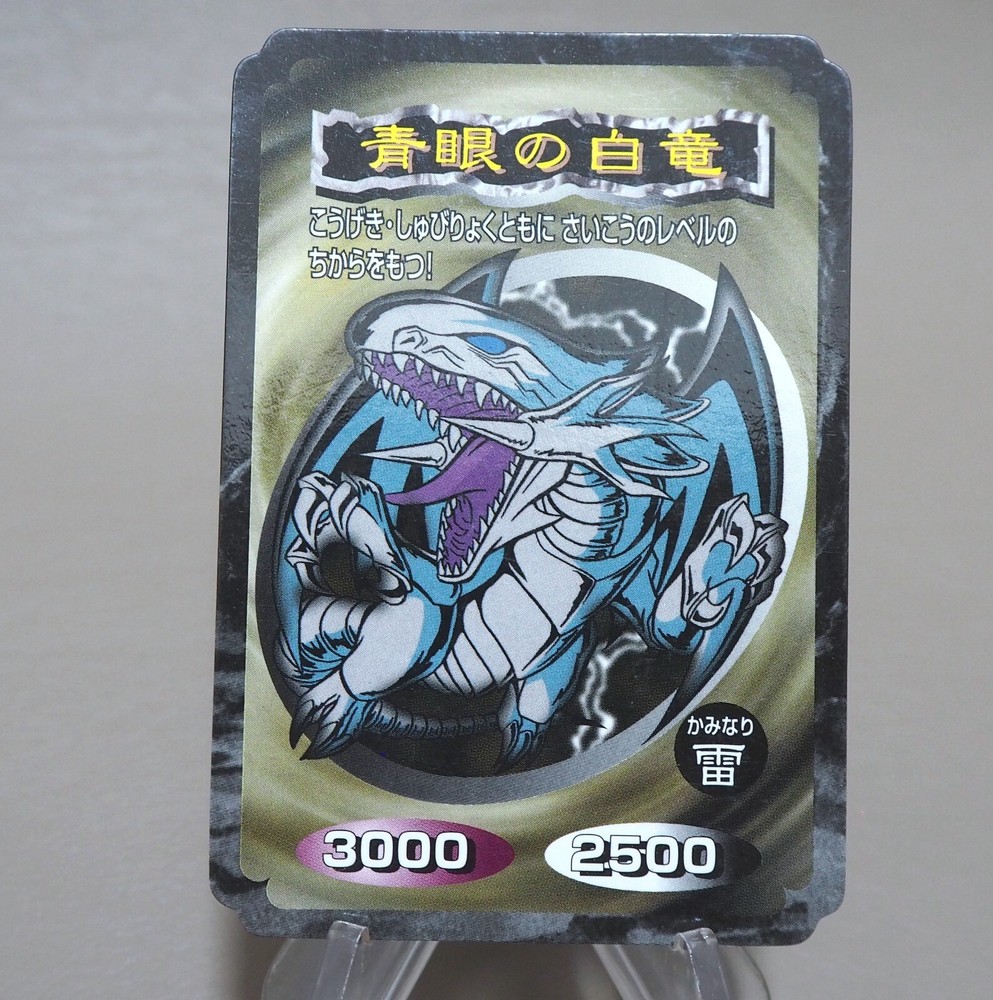 青眼の白竜
こうげき・しゅびりょくともに さいこうのレベルの
ちからをもつ!
かみなり
雷
3000 2500